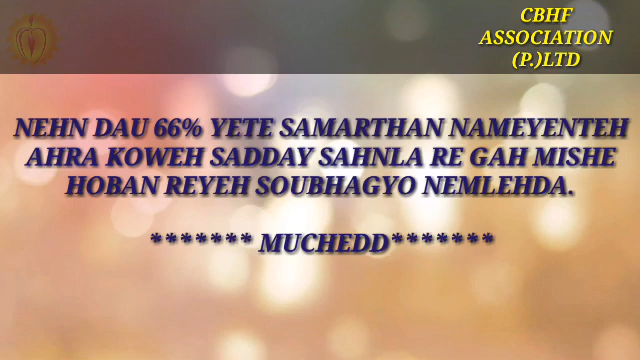 CBHF
ASSOCIATION
(P.)LTD
NEHN DAU 66% YETE SAMARTHAN NAMEYENTEH
AHRA KOWEH SADDAY SAHNLA RE GAH MISHE
HOBAN REYEH SOUBHAGYO NEMLEHDA.
******* MUCHEDD*******